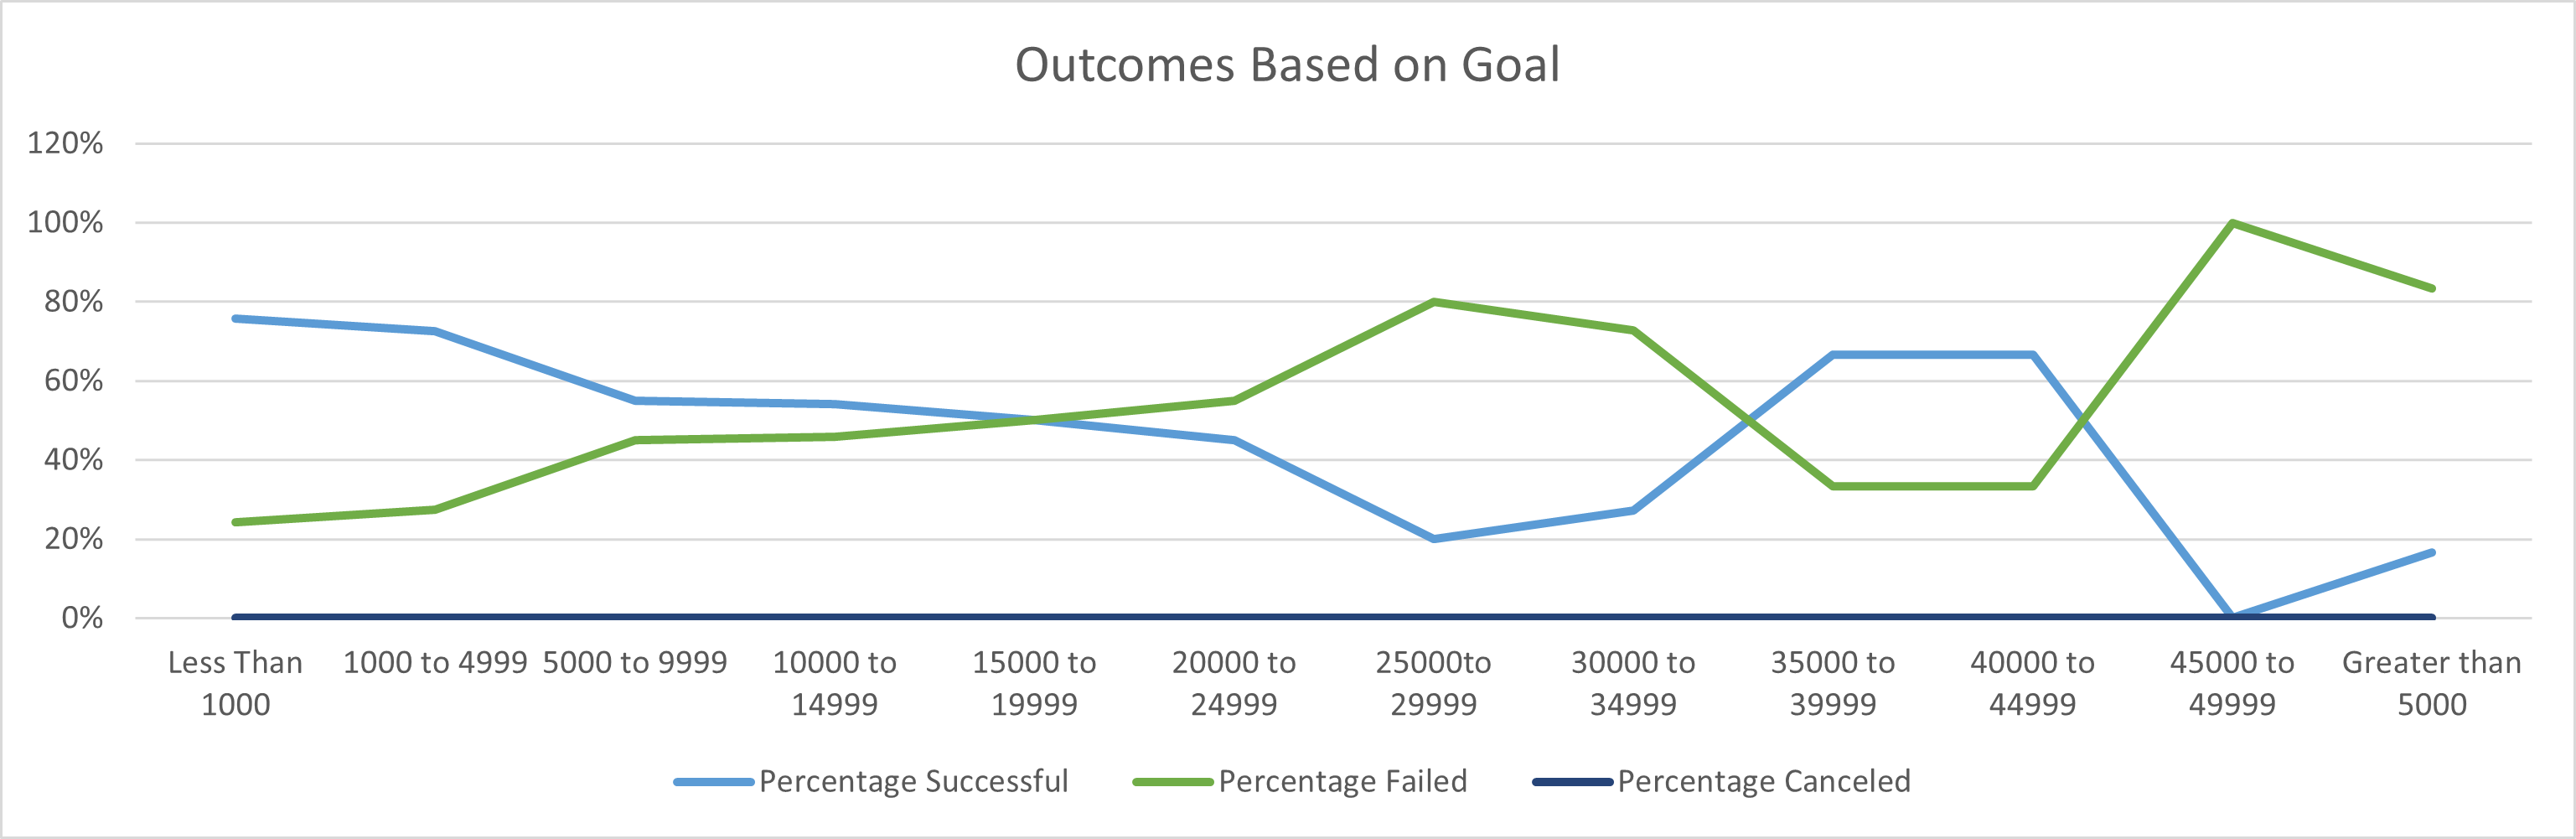 Outcomes Based on Goal
120%
100%
80%
60%
40%
20%
0%
Less Than 1000
1000 to 4999
5000 to 9999
10000 to 14999
15000 to 19999
20000 to 24999
25000to 29999
30000 to 34999
35000 to 39999
40000 to 44999
45000 to 49999
Greater than 5000
Percentage Successful
Percentage Failed
Percentage Canceled